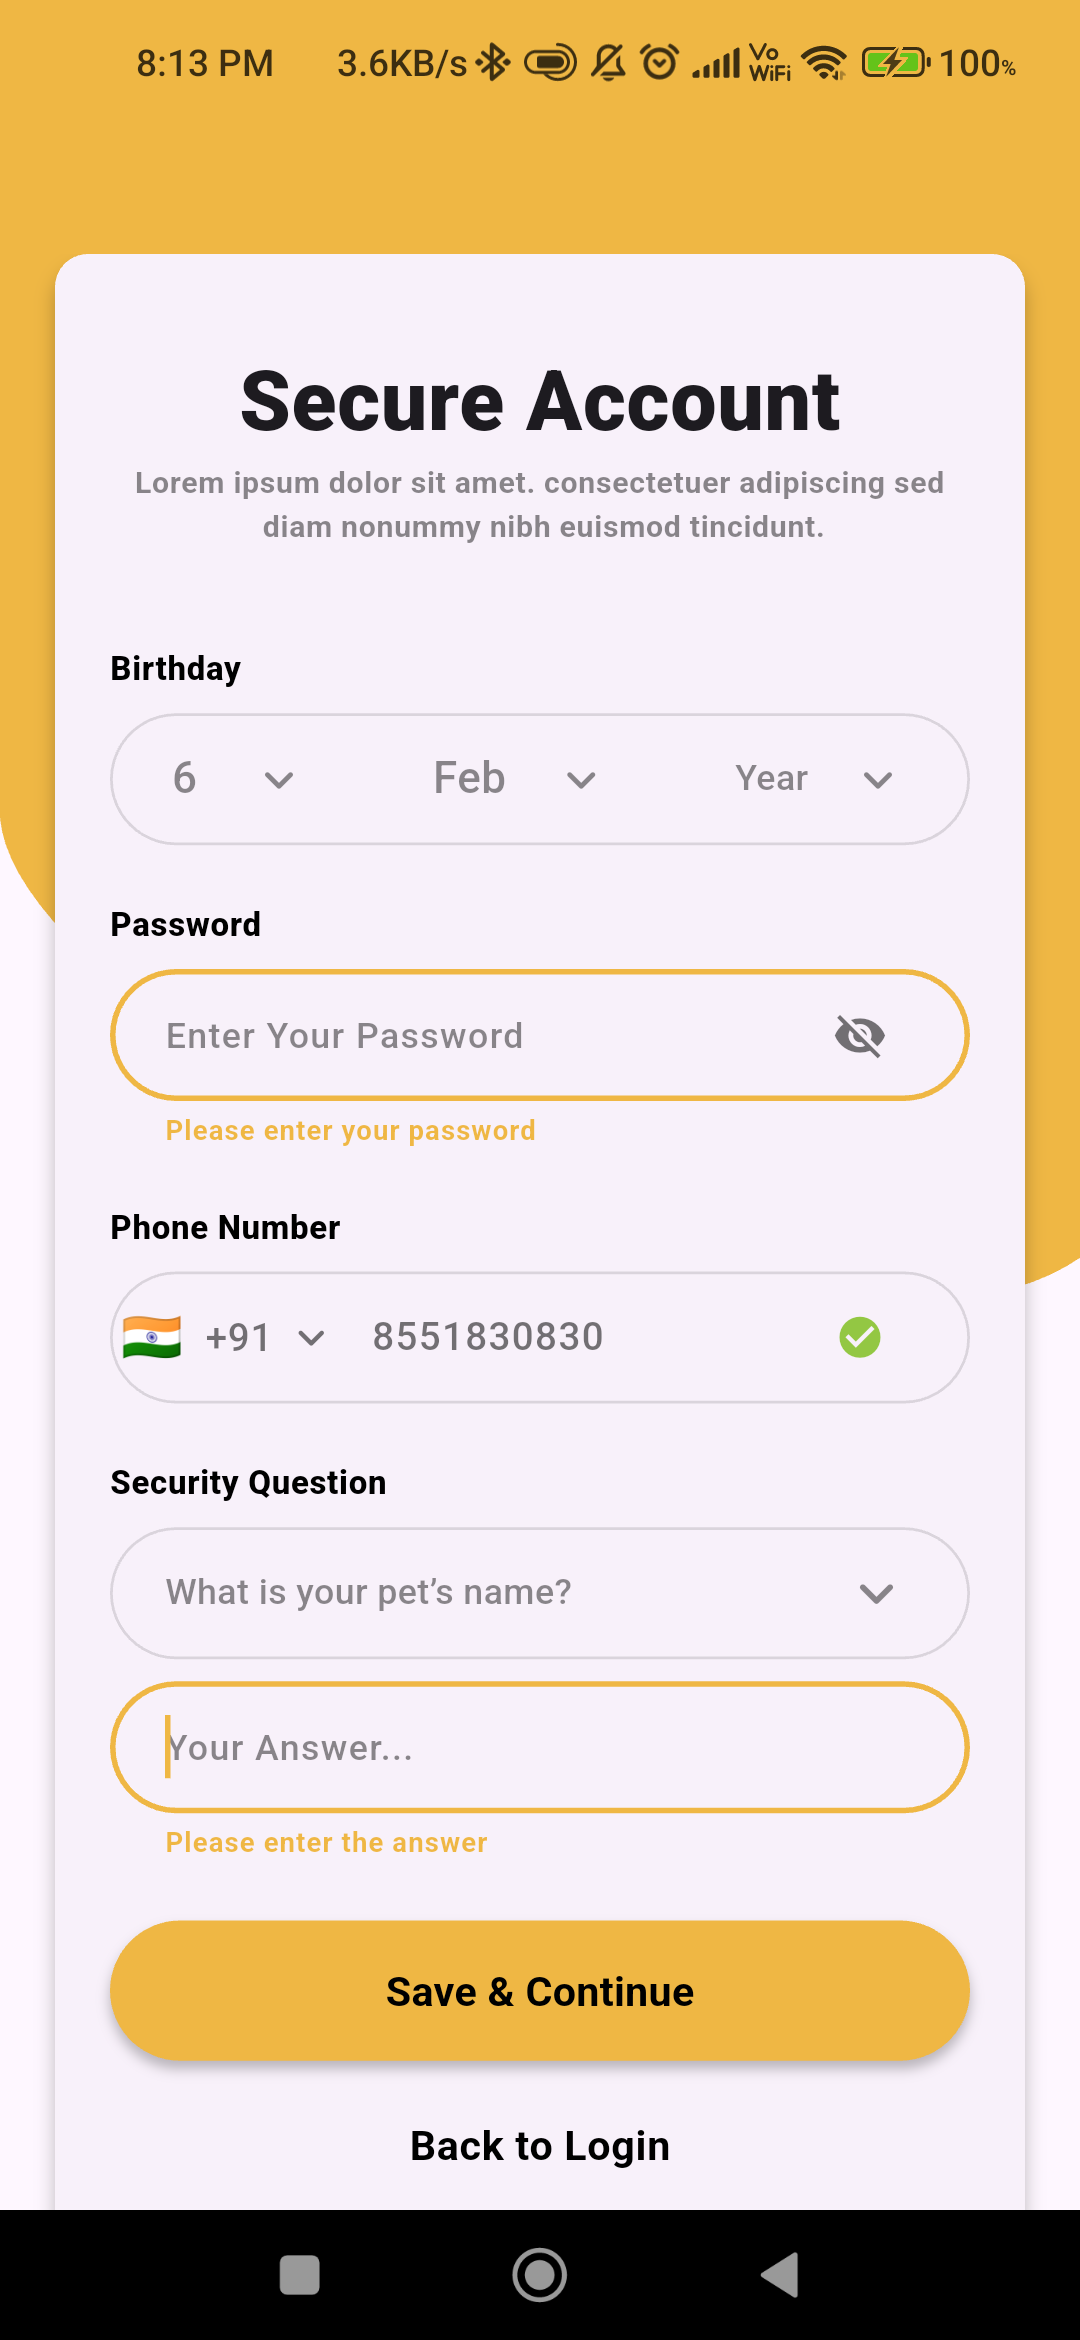 8:13 PM 3.6KB/s Vo WiFi 100%
Secure Account
Lorem ipsum dolor sit amet. consectetuer adipiscing sed
diam nonummy nibh euismod tincidunt.
Birthday
6 Feb Year
Password
Enter Your Password
Please enter your password
Phone Number
+91 8551830830
Security Question
What is your pet’s name?
Your Answer...
Please enter the answer
Save & Continue
Back to Login